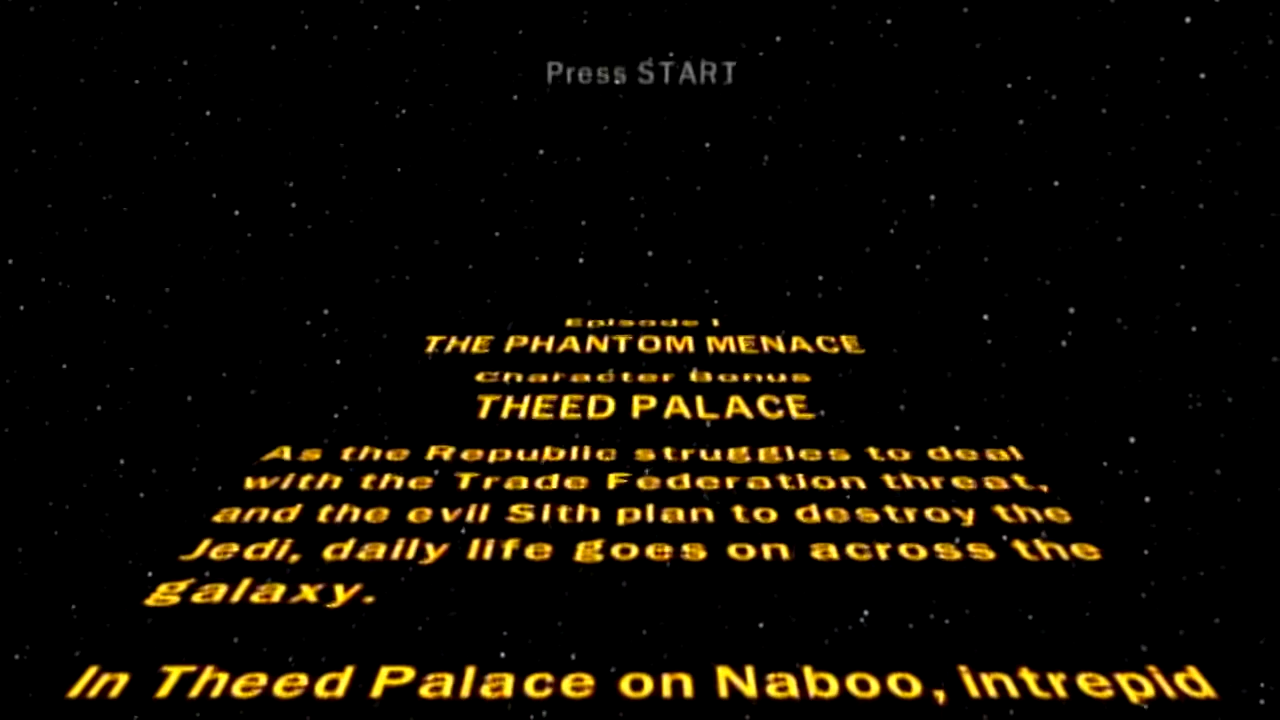 Press START
Episode I
THE PHANTOM MENACE
Character Bonus
THEED PALACE
As the Republic struggles to deal
with the Trade Federation threat,
and the evil Sith plan to destroy the
Jedi, daily life goes on across the
galaxy.
In Theed Palace on Naboo, intrepid